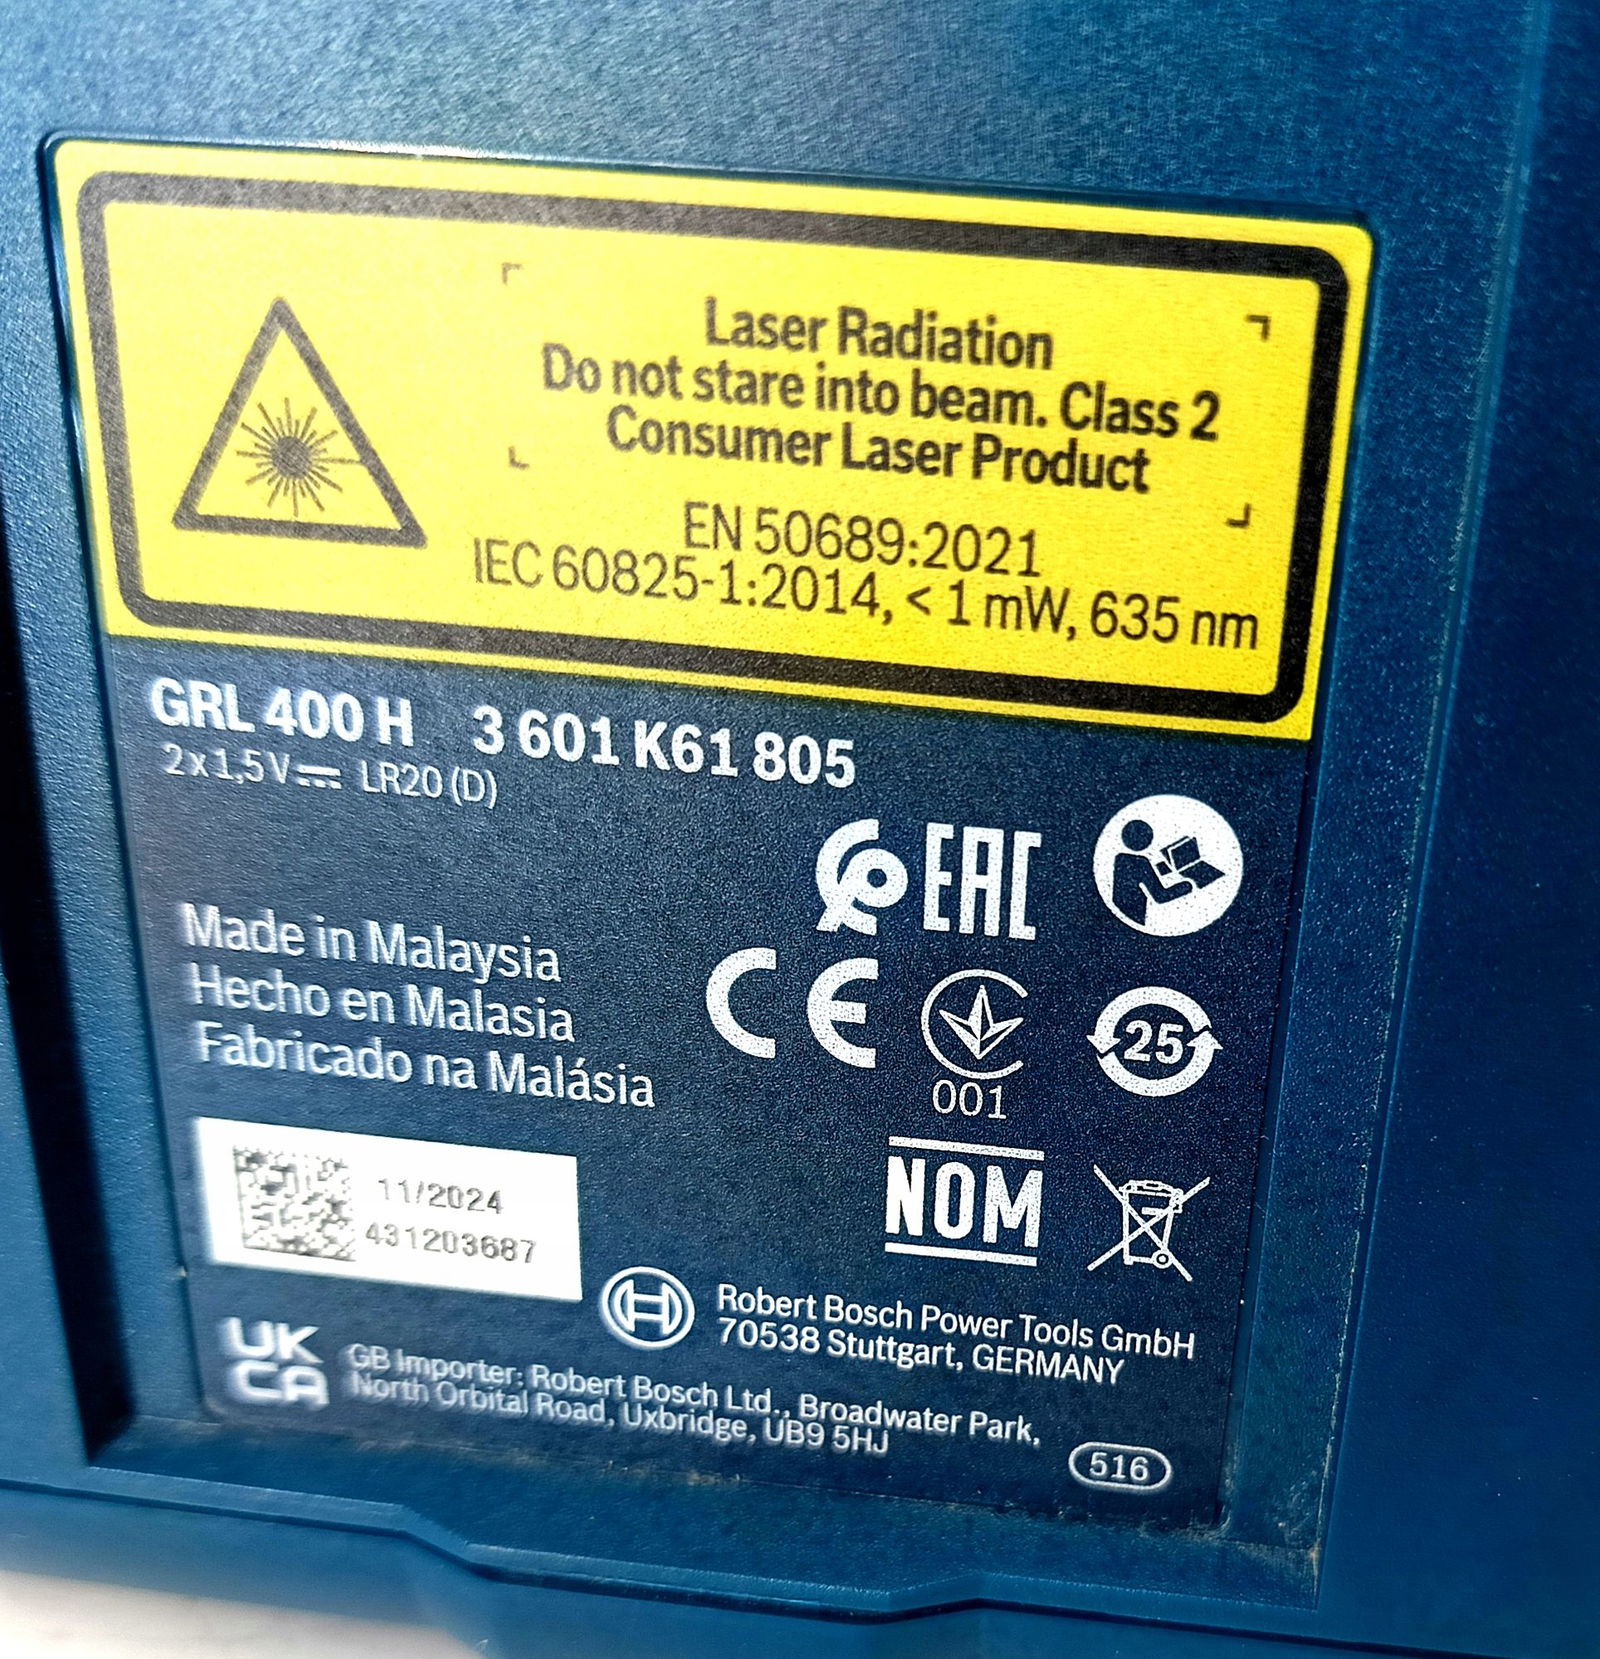 Laser Radiation
Do not stare into beam. Class 2
Consumer Laser Product
EN 50689:2021
IEC 60825-1:2014, < 1 mW, 635 nm
GRL 400 H 3 601 K61 805
2x1,5V⎓ LR20 (D)
EAC
Made in Malaysia
Hecho en Malasia
Fabricado na Malásia
CE
25
001
NOM
11/2024
431203687
Robert Bosch Power Tools GmbH
70538 Stuttgart, GERMANY
UK
CA
GB Importer: Robert Bosch Ltd., Broadwater Park,
North Orbital Road, Uxbridge, UB9 5HJ
516